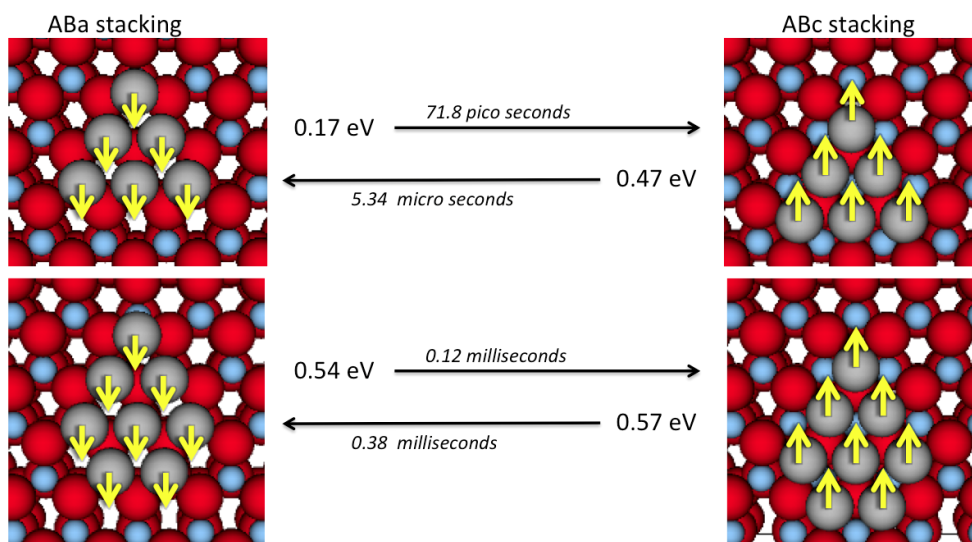 ABa stacking
ABc stacking
0.17 eV
71.8 pico seconds
0.47 eV
5.34 micro seconds
0.54 eV
0.12 milliseconds
0.57 eV
0.38 milliseconds